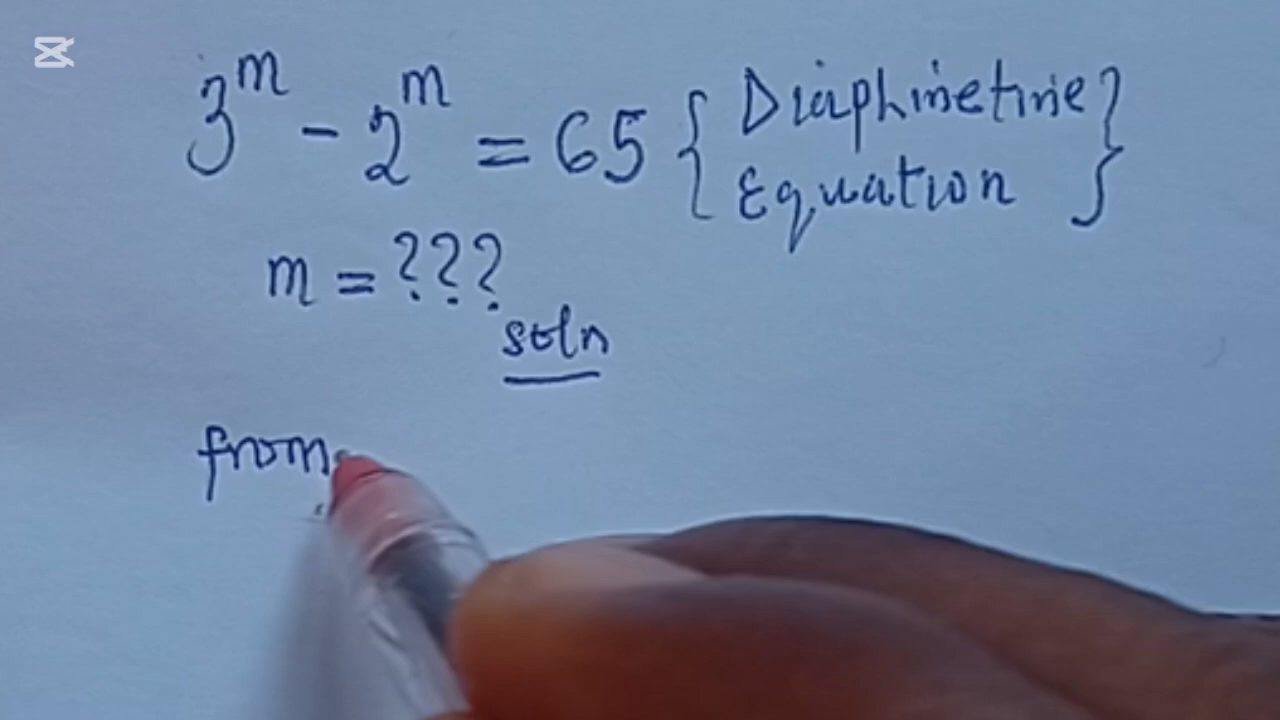 3^m - 2^m = 65 { Diaphinetine
Equation }
m = ???
soln
from,